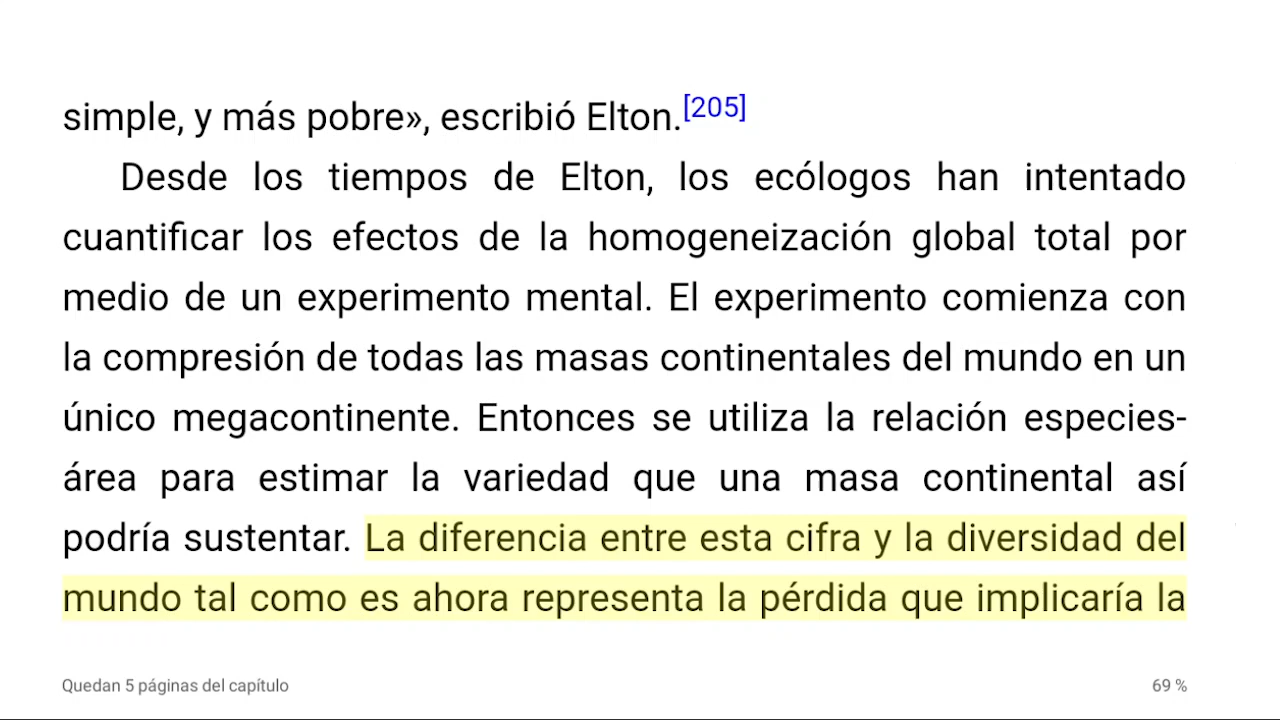 simple, y más pobre», escribió Elton.[205]
Desde los tiempos de Elton, los ecólogos han intentado
cuantificar los efectos de la homogeneización global total por
medio de un experimento mental. El experimento comienza con
la compresión de todas las masas continentales del mundo en un
único megacontinente. Entonces se utiliza la relación especies-
área para estimar la variedad que una masa continental así
podría sustentar. La diferencia entre esta cifra y la diversidad del
mundo tal como es ahora representa la pérdida que implicaría la
Quedan 5 páginas del capítulo
69 %